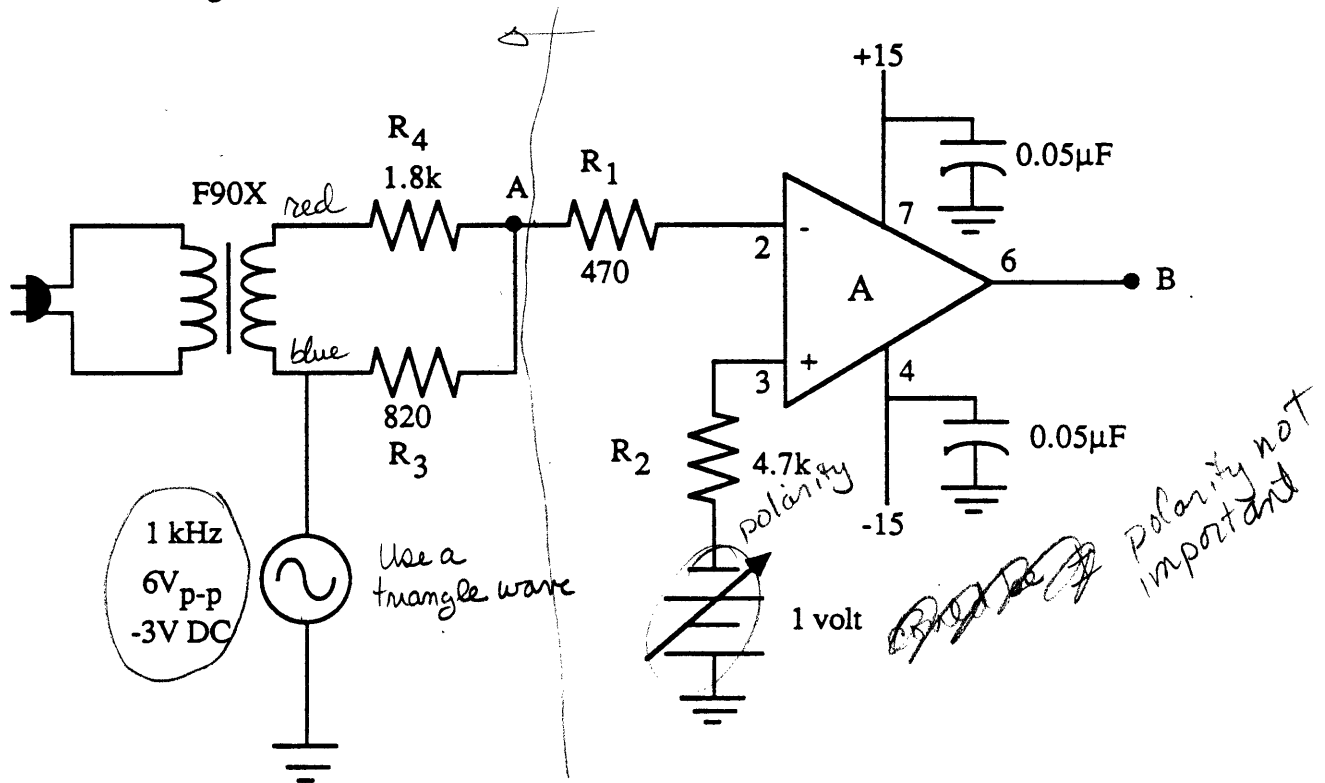 +15
0.05µF
R4
1.8k
R1
A
F90X
red
7
2
-
470
6
A
B
blue
+
3
4
820
R3
0.05µF
R2
4.7k
polarity
-15
polarity not
important
1 kHz
6Vp-p
-3V DC
Use a
triangle wave
1 volt